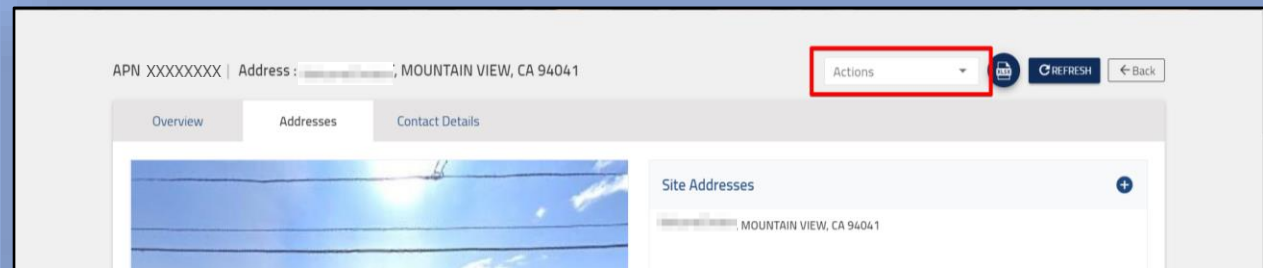 APN XXXXXXXX | Address : , MOUNTAIN VIEW, CA 94041
Actions
REFRESH
Back
Overview
Addresses
Contact Details
Site Addresses
, MOUNTAIN VIEW, CA 94041